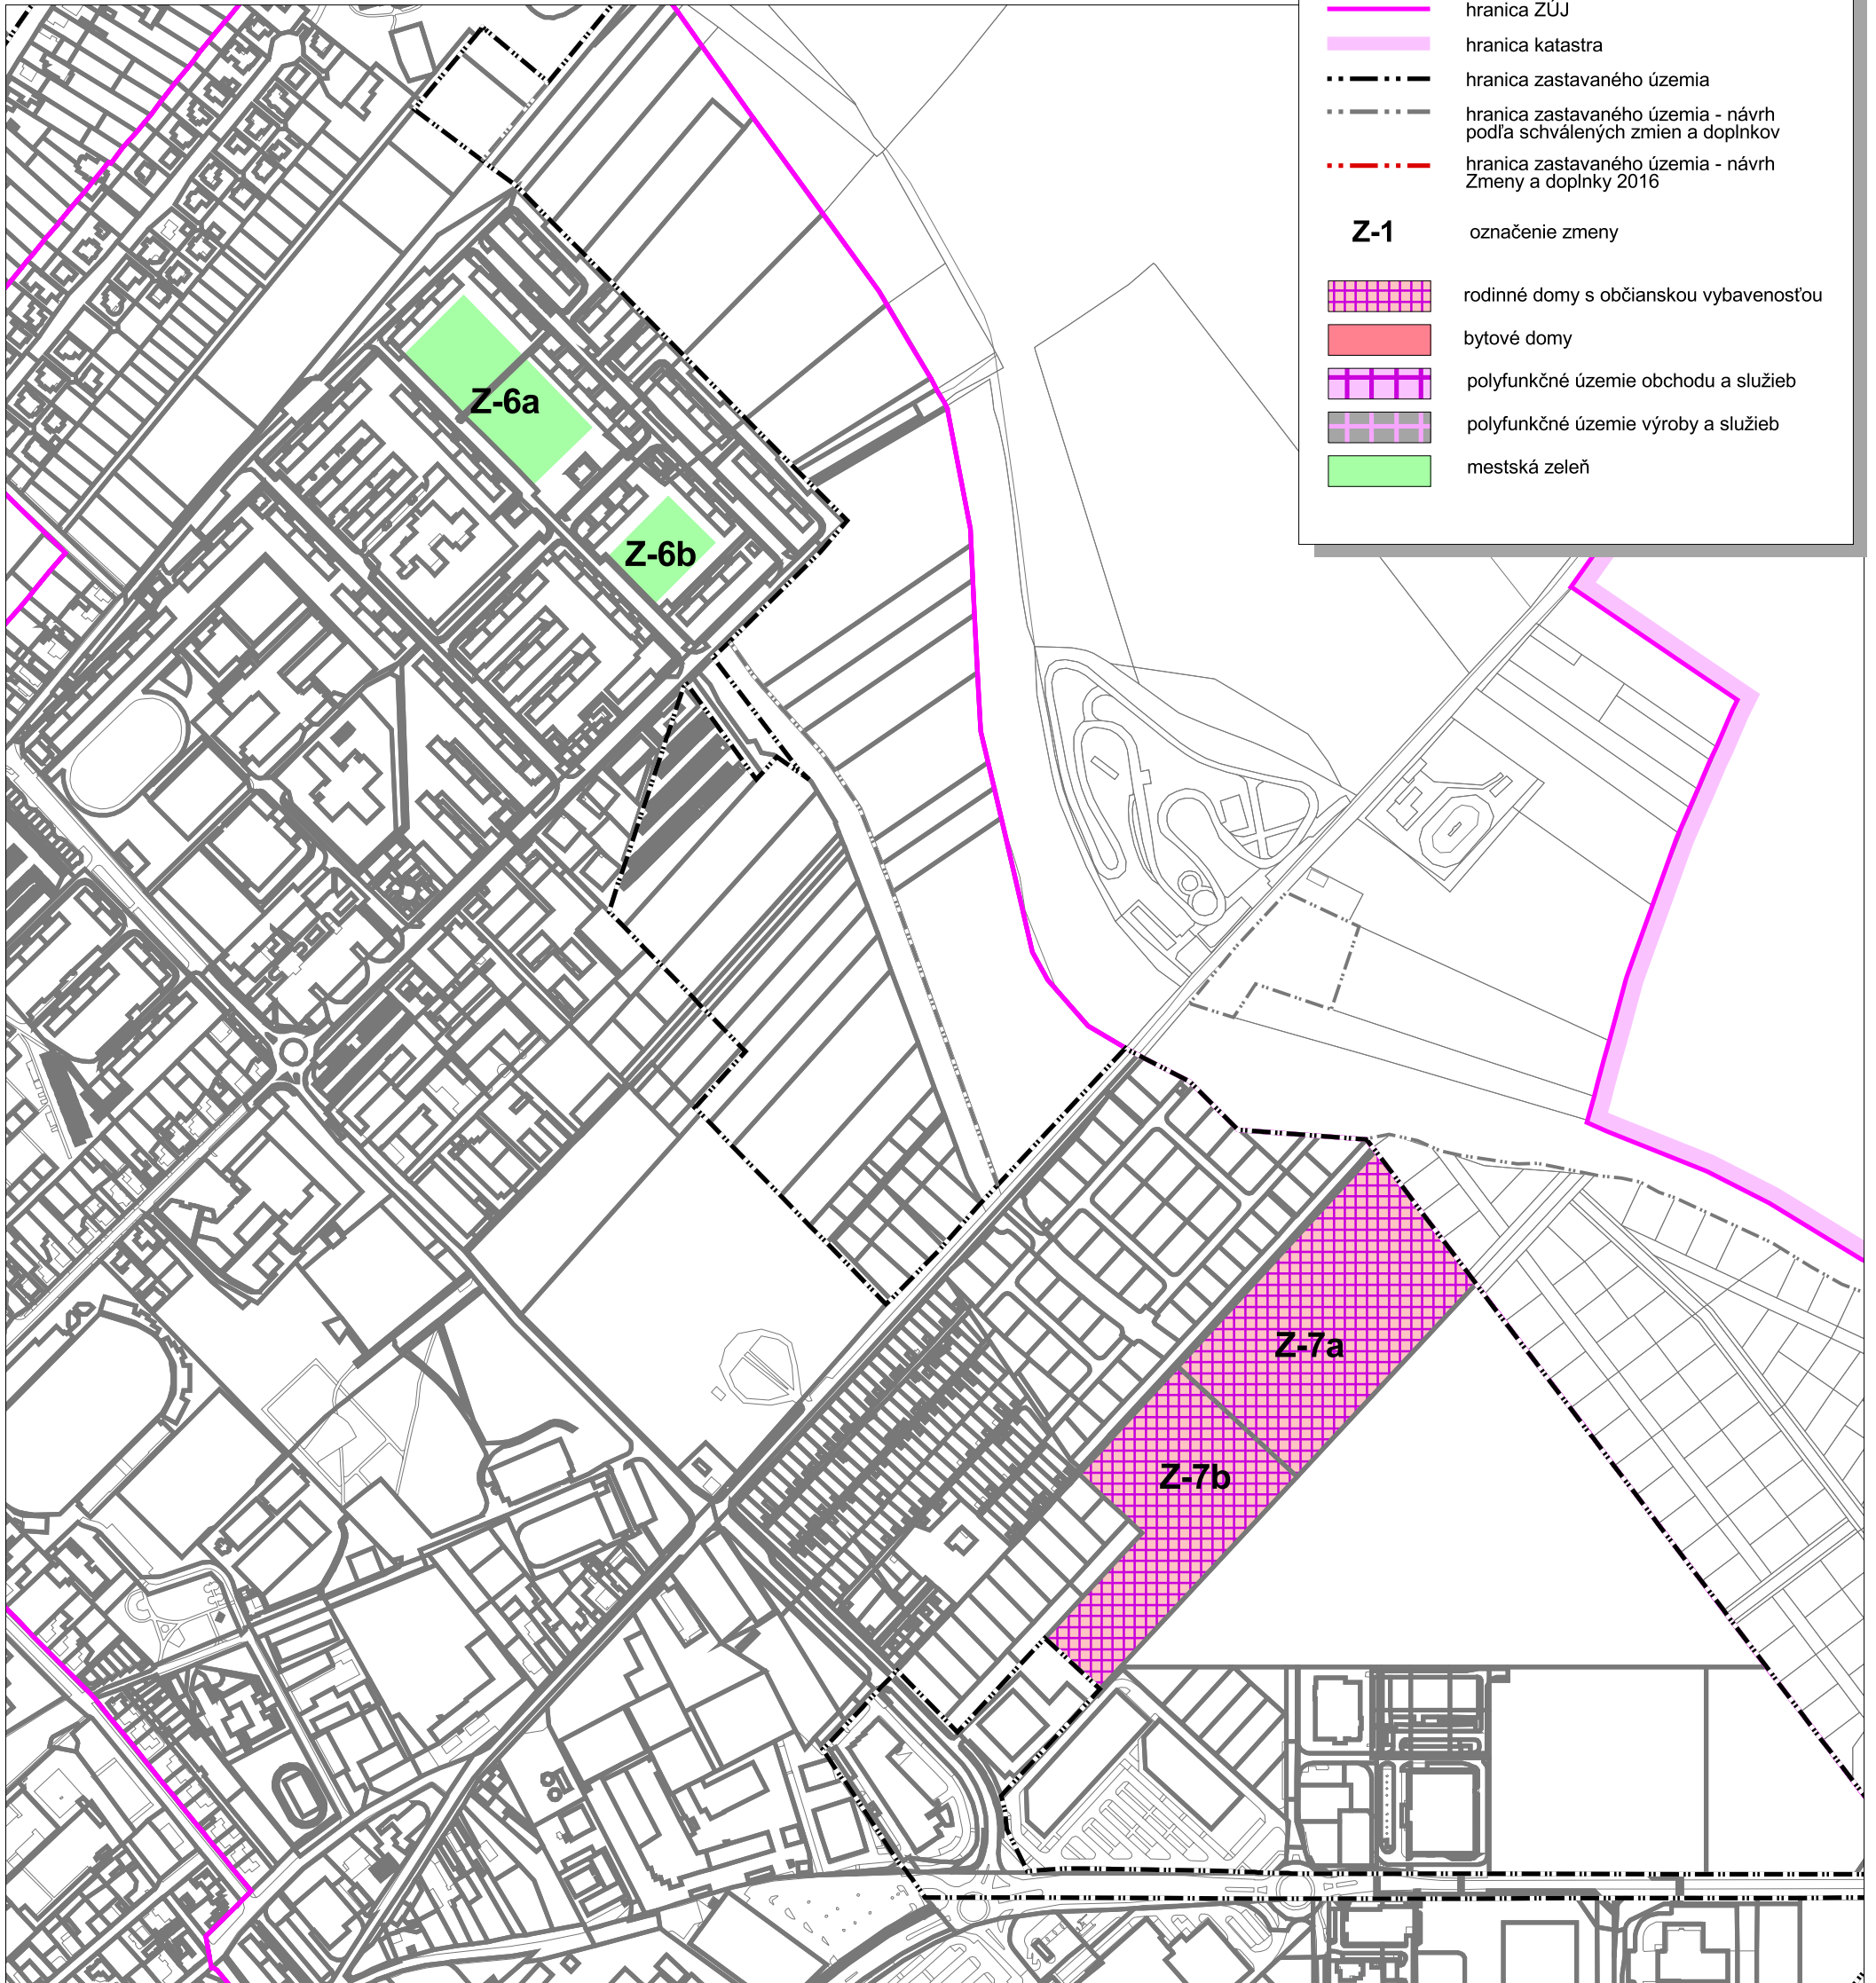 hranica ZÚJ
hranica katastra
hranica zastavaného územia
hranica zastavaného územia - návrh
podľa schválených zmien a doplnkov
hranica zastavaného územia - návrh
Zmeny a doplnky 2016
Z-1 označenie zmeny
rodinné domy s občianskou vybavenosťou
bytové domy
polyfunkčné územie obchodu a služieb
polyfunkčné územie výroby a služieb
mestská zeleň
Z-6a
Z-6b
Z-7a
Z-7b